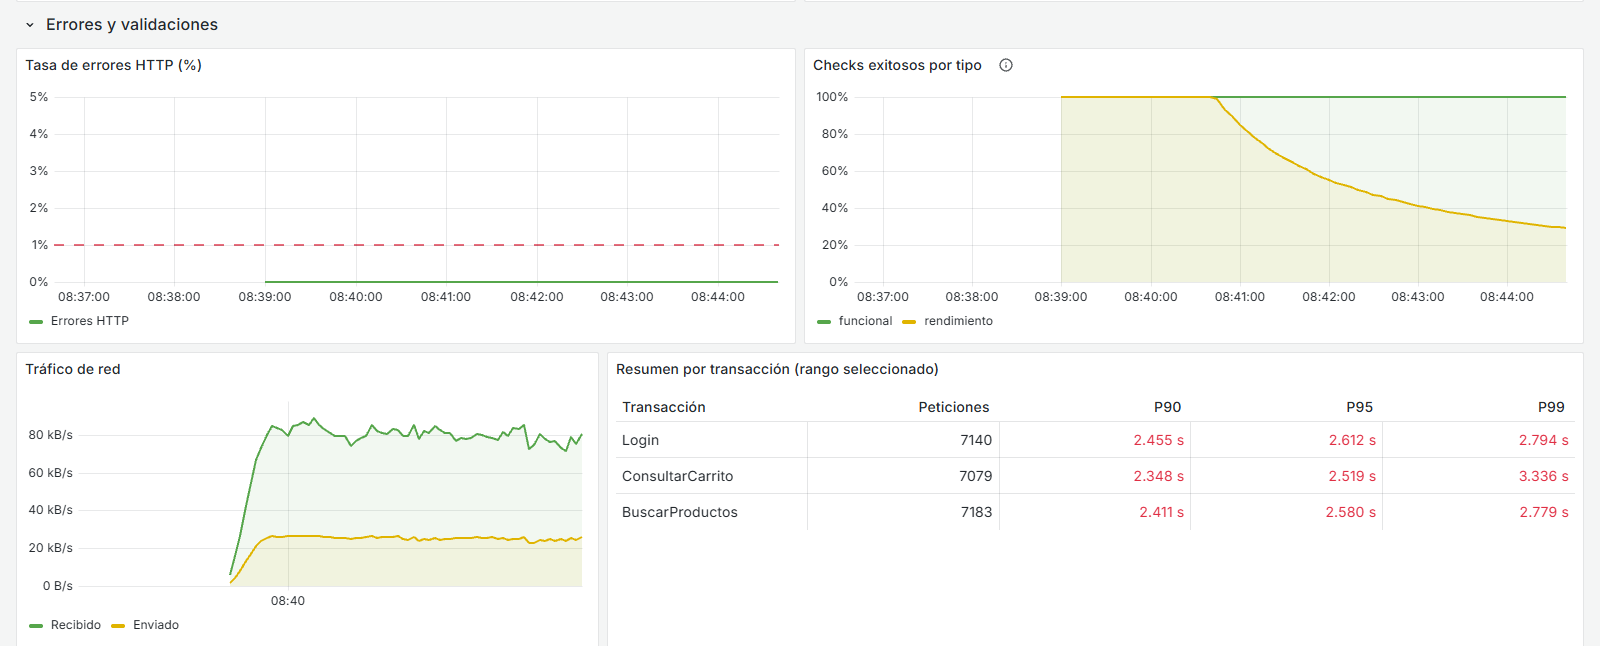 Errores y validaciones
Tasa de errores HTTP (%)
5%
4%
3%
2%
1%
0%
08:37:00 08:38:00 08:39:00 08:40:00 08:41:00 08:42:00 08:43:00 08:44:00
Errores HTTP
Checks exitosos por tipo
100%
80%
60%
40%
20%
0%
08:37:00 08:38:00 08:39:00 08:40:00 08:41:00 08:42:00 08:43:00 08:44:00
funcional rendimiento
Tráfico de red
80 kB/s
60 kB/s
40 kB/s
20 kB/s
0 B/s
08:40
Recibido Enviado
Resumen por transacción (rango seleccionado)
Transacción Peticiones P90 P95 P99
Login 7140 2.455 s 2.612 s 2.794 s
ConsultarCarrito 7079 2.348 s 2.519 s 3.336 s
BuscarProductos 7183 2.411 s 2.580 s 2.779 s